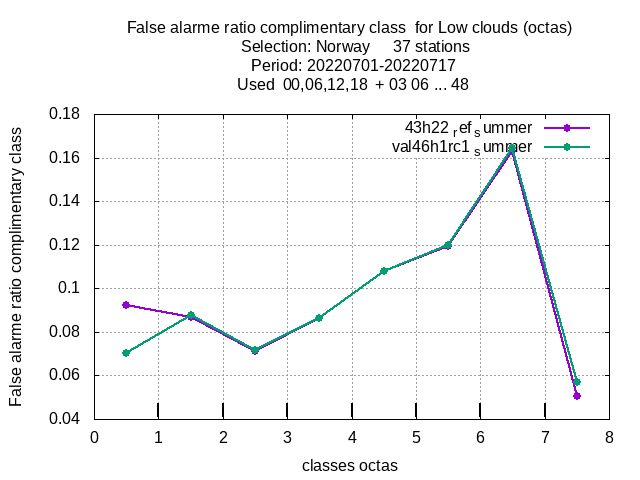 False alarme ratio complimentary class  for Low clouds (octas)
Selection: Norway     37 stations
Period: 20220701-20220717
Used  00,06,12,18  + 03 06 ... 48
43h22 ref summer
val46h1rc1 summer
False alarme ratio complimentary class
0.18
0.16
0.14
0.12
0.1
0.08
0.06
0.04
0 1 2 3 4 5 6 7 8
classes octas